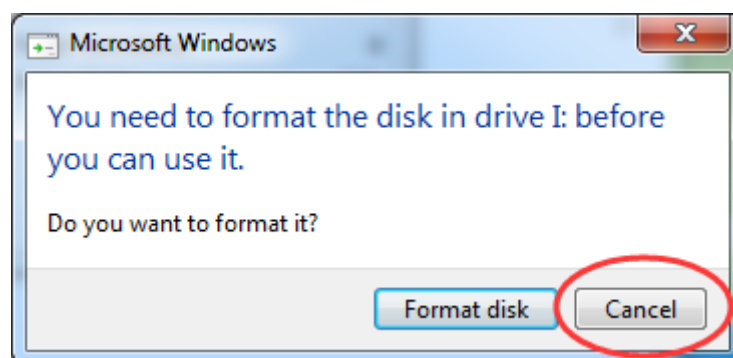 Microsoft Windows
You need to format the disk in drive I: before
you can use it.
Do you want to format it?
Format disk
Cancel